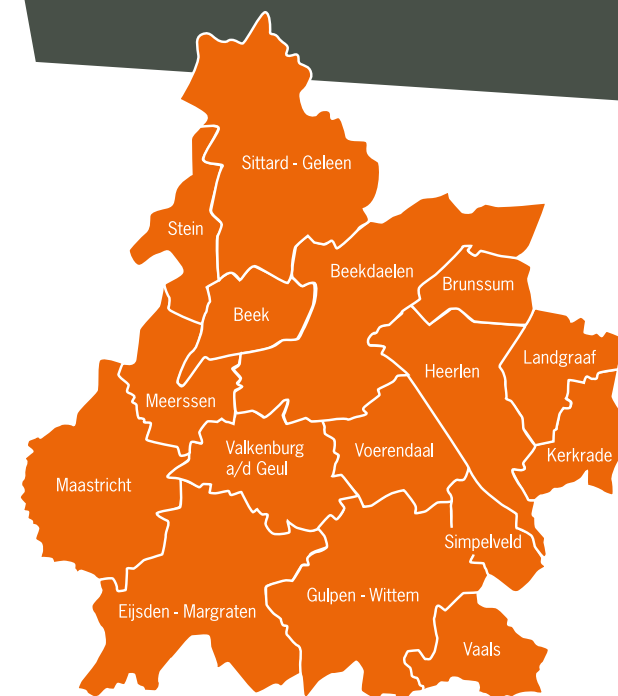 Sittard - Geleen
Stein
Beekdaelen
Brunssum
Beek
Landgraaf
Heerlen
Meerssen
Valkenburg
a/d Geul
Voerendaal
Kerkrade
Maastricht
Simpelveld
Gulpen - Wittem
Eijsden - Margraten
Vaals